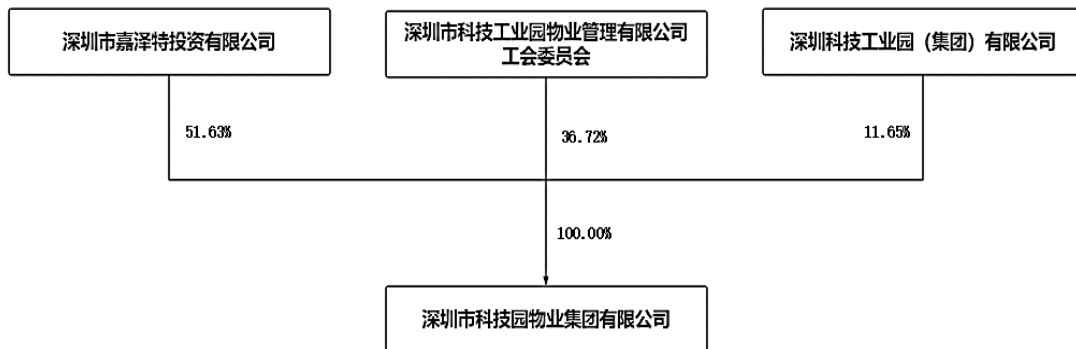 深圳市嘉泽特投资有限公司
深圳市科技工业园物业管理有限公司
工会委员会
深圳科技工业园（集团）有限公司
51.63%
36.72%
11.65%
100.00%
深圳市科技园物业集团有限公司